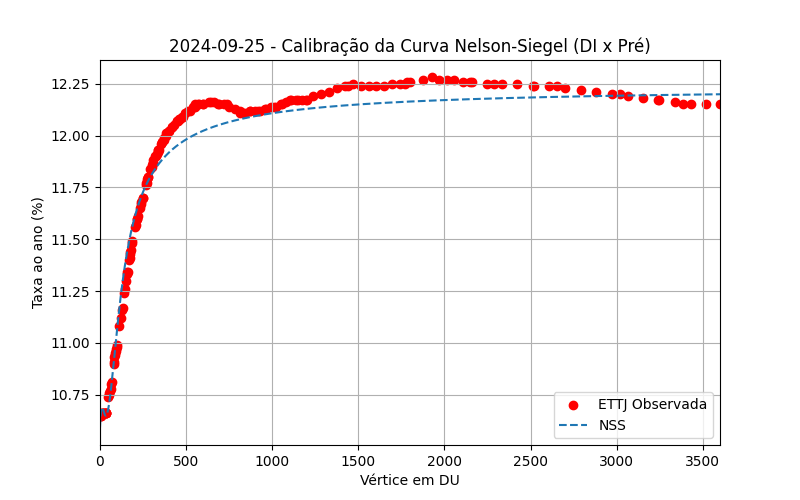 2024-09-25 - Calibração da Curva Nelson-Siegel (DI x Pré)
12.25
12.00
11.75
11.50
11.25
11.00
10.75
Taxa ao ano (%)
ETTJ Observada
NSS
0 500 1000 1500 2000 2500 3000 3500
Vértice em DU